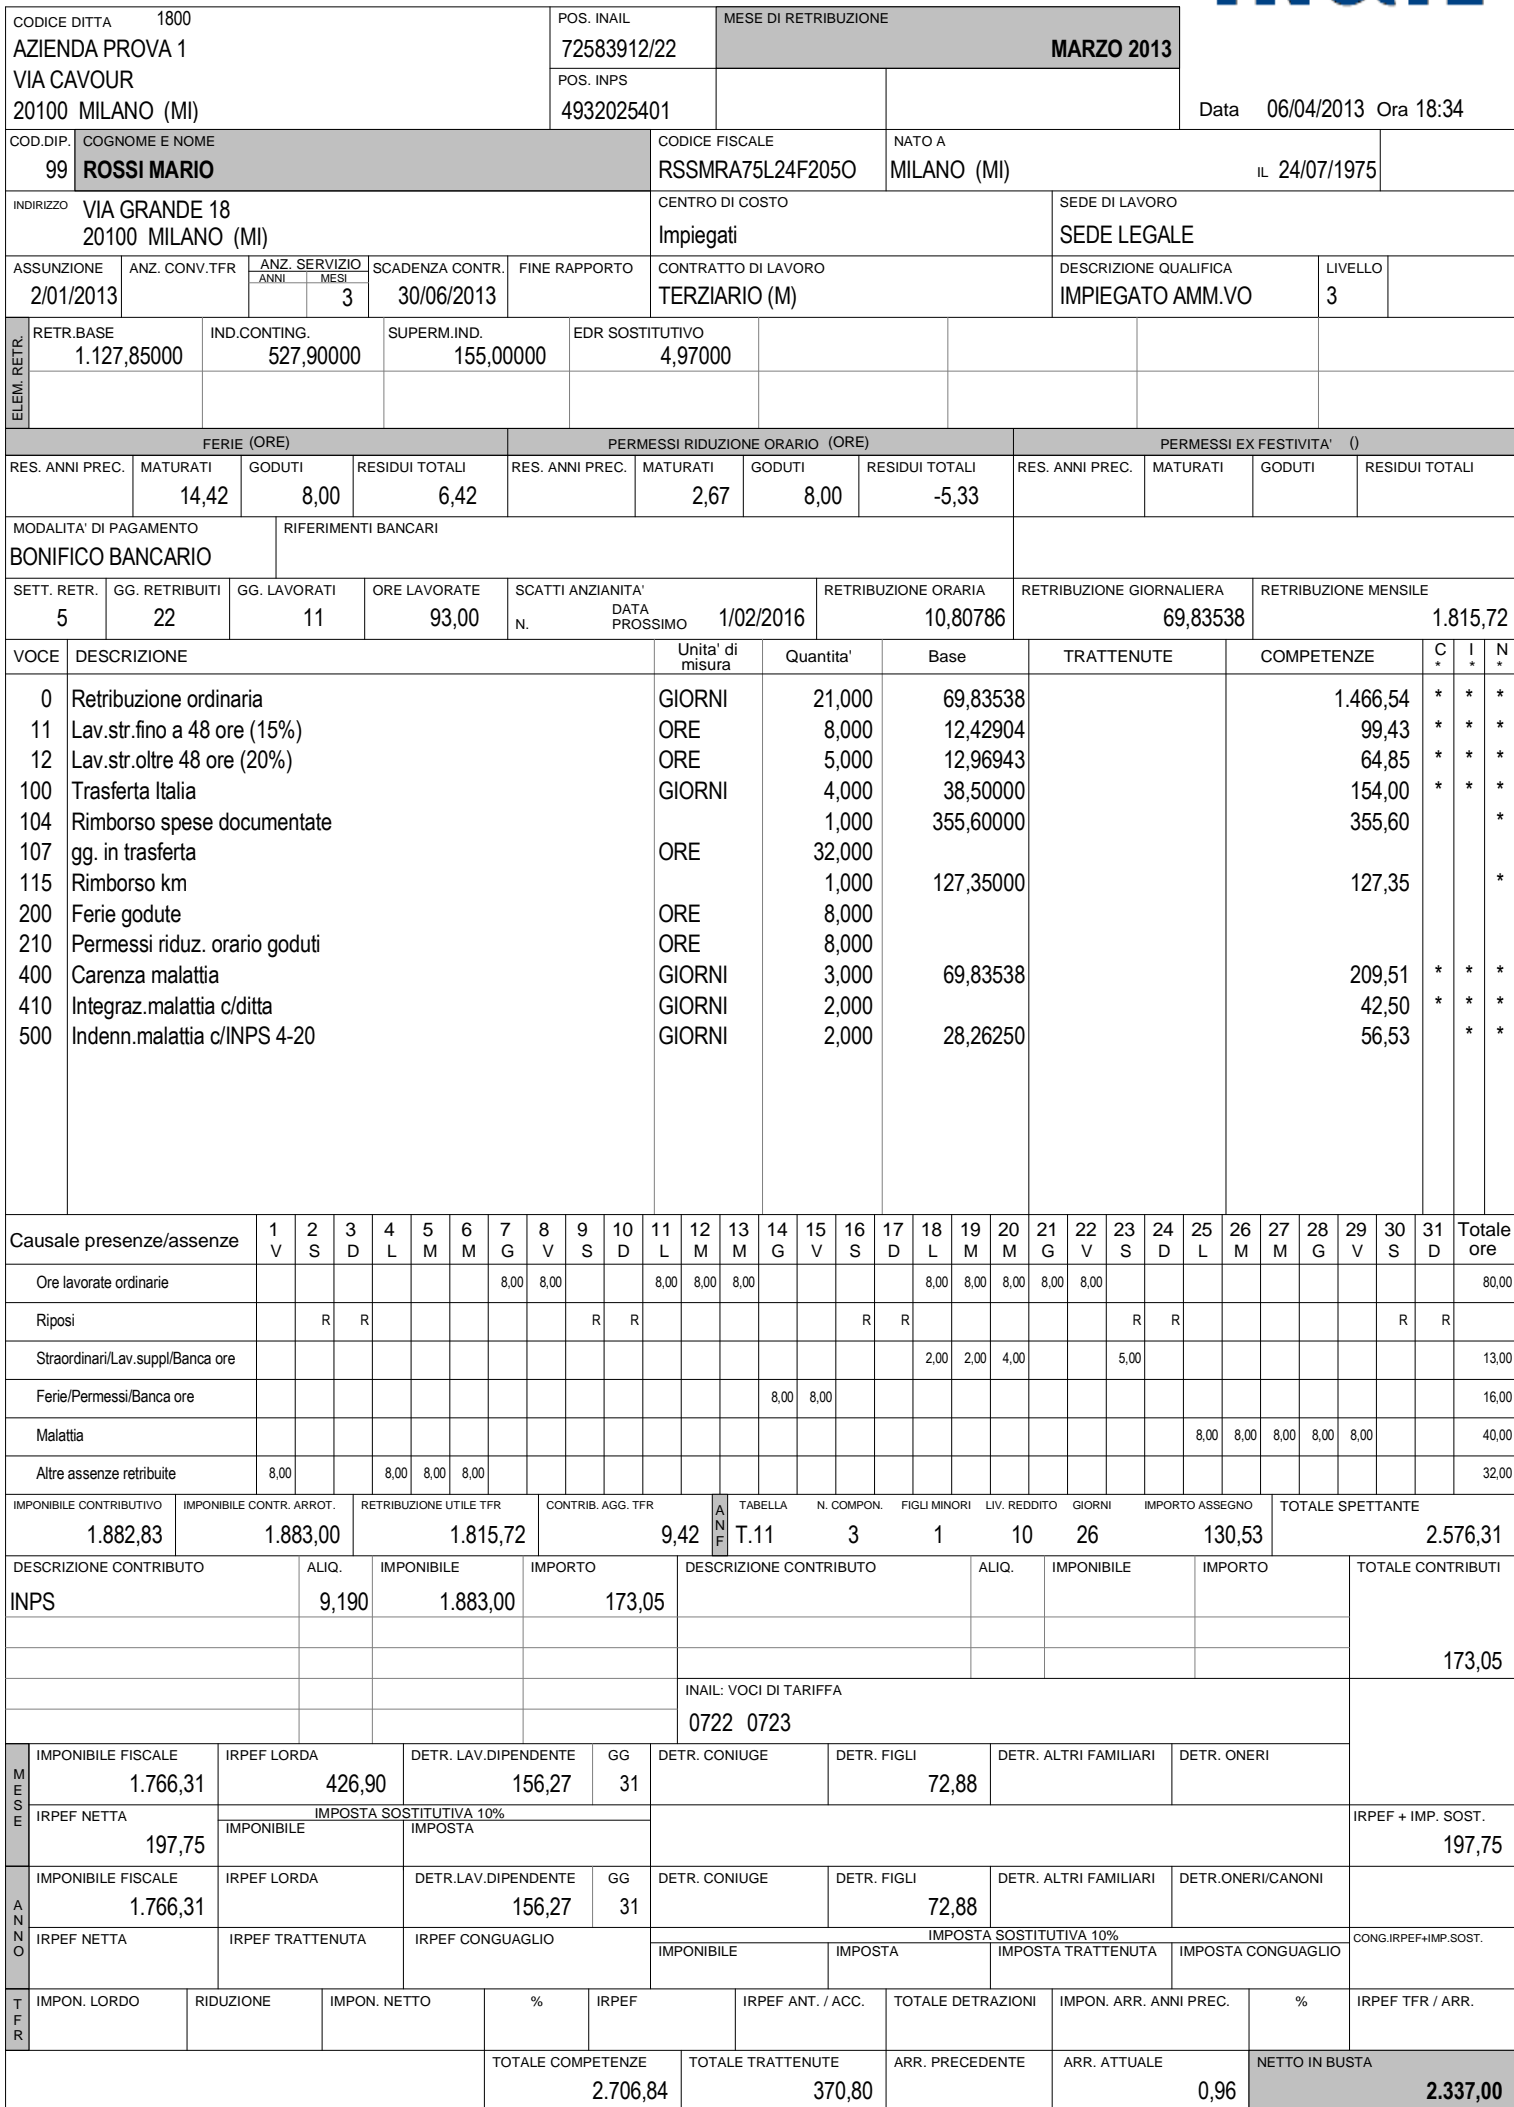 CODICE DITTA 1800 POS. INAIL MESE DI RETRIBUZIONE
AZIENDA PROVA 1 72583912/22 MARZO 2013
VIA CAVOUR POS. INPS
20100 MILANO (MI) 4932025401 Data 06/04/2013 Ora 18:34
COD.DIP. COGNOME E NOME CODICE FISCALE NATO A
99 ROSSI MARIO RSSMRA75L24F205O MILANO (MI) IL 24/07/1975
INDIRIZZO VIA GRANDE 18 CENTRO DI COSTO SEDE DI LAVORO
20100 MILANO (MI) Impiegati SEDE LEGALE
ASSUNZIONE ANZ. CONV.TFR ANZ. SERVIZIO SCADENZA CONTR. FINE RAPPORTO CONTRATTO DI LAVORO DESCRIZIONE QUALIFICA LIVELLO
ANNI MESI
2/01/2013 3 30/06/2013 TERZIARIO (M) IMPIEGATO AMM.VO 3
ELEM. RETR.
RETR.BASE IND.CONTING. SUPERM.IND. EDR SOSTITUTIVO
1.127,85000 527,90000 155,00000 4,97000
FERIE (ORE) PERMESSI RIDUZIONE ORARIO (ORE) PERMESSI EX FESTIVITA' ()
RES. ANNI PREC. MATURATI GODUTI RESIDUI TOTALI RES. ANNI PREC. MATURATI GODUTI RESIDUI TOTALI RES. ANNI PREC. MATURATI GODUTI RESIDUI TOTALI
14,42 8,00 6,42 2,67 8,00 -5,33
MODALITA' DI PAGAMENTO RIFERIMENTI BANCARI
BONIFICO BANCARIO
SETT. RETR. GG. RETRIBUITI GG. LAVORATI ORE LAVORATE SCATTI ANZIANITA' RETRIBUZIONE ORARIA RETRIBUZIONE GIORNALIERA RETRIBUZIONE MENSILE
5 22 11 93,00 N. DATA PROSSIMO 1/02/2016 10,80786 69,83538 1.815,72
VOCE DESCRIZIONE Unita' di misura Quantita' Base TRATTENUTE COMPETENZE C * I * N *
0 Retribuzione ordinaria GIORNI 21,000 69,83538 1.466,54 * * *
11 Lav.str.fino a 48 ore (15%) ORE 8,000 12,42904 99,43 * * *
12 Lav.str.oltre 48 ore (20%) ORE 5,000 12,96943 64,85 * * *
100 Trasferta Italia GIORNI 4,000 38,50000 154,00 * * *
104 Rimborso spese documentate 1,000 355,60000 355,60 *
107 gg. in trasferta ORE 32,000
115 Rimborso km 1,000 127,35000 127,35 *
200 Ferie godute ORE 8,000
210 Permessi riduz. orario goduti ORE 8,000
400 Carenza malattia GIORNI 3,000 69,83538 209,51 * * *
410 Integraz.malattia c/ditta GIORNI 2,000 42,50 * * *
500 Indenn.malattia c/INPS 4-20 GIORNI 2,000 28,26250 56,53 * *
Causale presenze/assenze 1 2 3 4 5 6 7 8 9 10 11 12 13 14 15 16 17 18 19 20 21 22 23 24 25 26 27 28 29 30 31 Totale
V S D L M M G V S D L M M G V S D L M M G V S D L M M G V S D ore
Ore lavorate ordinarie 8,00 8,00 8,00 8,00 8,00 8,00 8,00 8,00 8,00 8,00 80,00
Riposi R R R R R R R R R R
Straordinari/Lav.suppl/Banca ore 2,00 2,00 4,00 5,00 13,00
Ferie/Permessi/Banca ore 8,00 8,00 16,00
Malattia 8,00 8,00 8,00 8,00 8,00 40,00
Altre assenze retribuite 8,00 8,00 8,00 8,00 32,00
IMPONIBILE CONTRIBUTIVO IMPONIBILE CONTR. ARROT. RETRIBUZIONE UTILE TFR CONTRIB. AGG. TFR ANF TABELLA N. COMPON. FIGLI MINORI LIV. REDDITO GIORNI IMPORTO ASSEGNO TOTALE SPETTANTE
1.882,83 1.883,00 1.815,72 9,42 T.11 3 1 10 26 130,53 2.576,31
DESCRIZIONE CONTRIBUTO ALIQ. IMPONIBILE IMPORTO DESCRIZIONE CONTRIBUTO ALIQ. IMPONIBILE IMPORTO TOTALE CONTRIBUTI
INPS 9,190 1.883,00 173,05
173,05
INAIL: VOCI DI TARIFFA
0722 0723
MESE
IMPONIBILE FISCALE IRPEF LORDA DETR. LAV.DIPENDENTE GG DETR. CONIUGE DETR. FIGLI DETR. ALTRI FAMILIARI DETR. ONERI
1.766,31 426,90 156,27 31 72,88
IRPEF NETTA IMPOSTA SOSTITUTIVA 10% IRPEF + IMP. SOST.
IMPONIBILE IMPOSTA
197,75 197,75
ANNO
IMPONIBILE FISCALE IRPEF LORDA DETR.LAV.DIPENDENTE GG DETR. CONIUGE DETR. FIGLI DETR. ALTRI FAMILIARI DETR.ONERI/CANONI
1.766,31 156,27 31 72,88
IRPEF NETTA IRPEF TRATTENUTA IRPEF CONGUAGLIO IMPOSTA SOSTITUTIVA 10% CONG.IRPEF+IMP.SOST.
IMPONIBILE IMPOSTA IMPOSTA TRATTENUTA IMPOSTA CONGUAGLIO
TFR
IMPON. LORDO RIDUZIONE IMPON. NETTO % IRPEF IRPEF ANT. / ACC. TOTALE DETRAZIONI IMPON. ARR. ANNI PREC. % IRPEF TFR / ARR.
TOTALE COMPETENZE TOTALE TRATTENUTE ARR. PRECEDENTE ARR. ATTUALE NETTO IN BUSTA
2.706,84 370,80 0,96 2.337,00